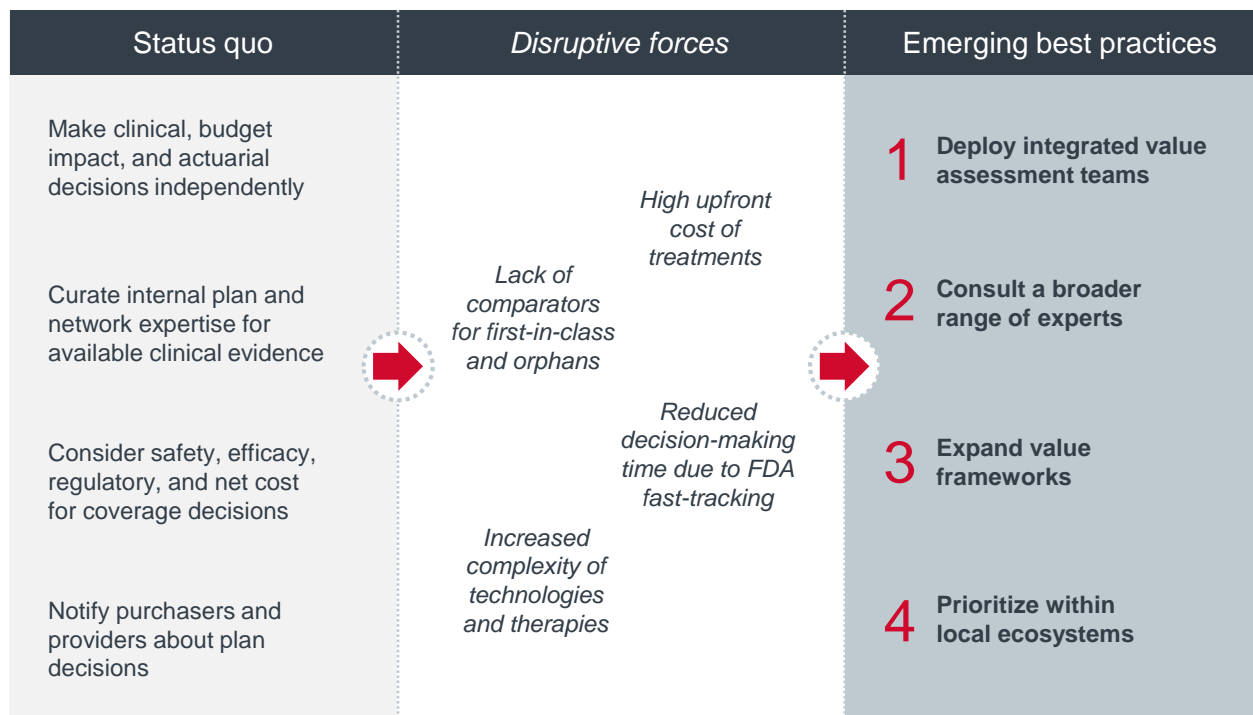 Status quo
Make clinical, budget
impact, and actuarial
decisions independently
Curate internal plan and
network expertise for
available clinical evidence
Consider safety, efficacy,
regulatory, and net cost
for coverage decisions
Notify purchasers and
providers about plan
decisions
Disruptive forces
High upfront
cost of
treatments
Lack of
comparators
for first-in-class
and orphans
Reduced
decision-making
time due to FDA
fast-tracking
Increased
complexity of
technologies
and therapies
Emerging best practices
1 Deploy integrated value
assessment teams
2 Consult a broader
range of experts
3 Expand value
frameworks
4 Prioritize within
local ecosystems